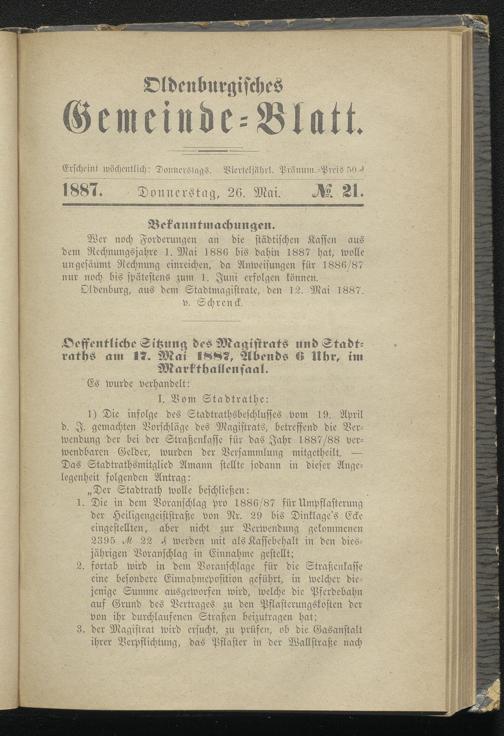 Oldenburgisches
Gemeinde=Blatt.
Erscheint wöchentlich: Donnerstags. Vierteljährl. Pränum.=Preis 50 ₰
1887. Donnerstag, 26. Mai. № 21.
Bekanntmachungen.
Wer noch Forderungen an die städtischen Kassen aus
dem Rechnungsjahre 1. Mai 1886 bis dahin 1887 hat, wolle
ungesäumt Rechnung einreichen, da Anweisungen für 1886/87
nur noch bis spätestens zum 1. Juni erfolgen können.
Oldenburg, aus dem Stadtmagistrate, den 12. Mai 1887.
v. Schrenck.
Oeffentliche Sitzung des Magistrats und Stadt=
raths am 17. Mai 1887, Abends 6 Uhr, im
Markthallensaal.
Es wurde verhandelt:
I. Vom Stadtrathe:
1) Die infolge des Stadtrathsbeschlusses vom 19. April
d. J. gemachten Vorschläge des Magistrats, betreffend die Ver=
wendung der bei der Straßenkasse für das Jahr 1887/88 ver=
wendbaren Gelder, wurden der Versammlung mitgetheilt. —
Das Stadtrathsmitglied Amann stellte sodann in dieser Ange=
legenheit folgenden Antrag:
„Der Stadtrath wolle beschließen:
1. Die in dem Voranschlag pro 1886/87 für Umpflasterung
der Heiligengeiststraße von Nr. 29 bis Dinklage's Ecke
eingestellten, aber nicht zur Verwendung gekommenen
2395 ℳ 22 ₰ werden mit als Kassebehalt in den dies=
jährigen Voranschlag in Einnahme gestellt;
2. fortab wird in dem Voranschlage für die Straßenkasse
eine besondere Einnahmeposition geführt, in welcher die=
jenige Summe ausgeworfen wird, welche die Pferdebahn
auf Grund des Vertrages zu den Pflasterungskosten der
von ihr durchlaufenen Straßen beizutragen hat;
3. der Magistrat wird ersucht, zu prüfen, ob die Gasanstalt
ihrer Verpflichtung, das Pflaster in der Wallstraße nach